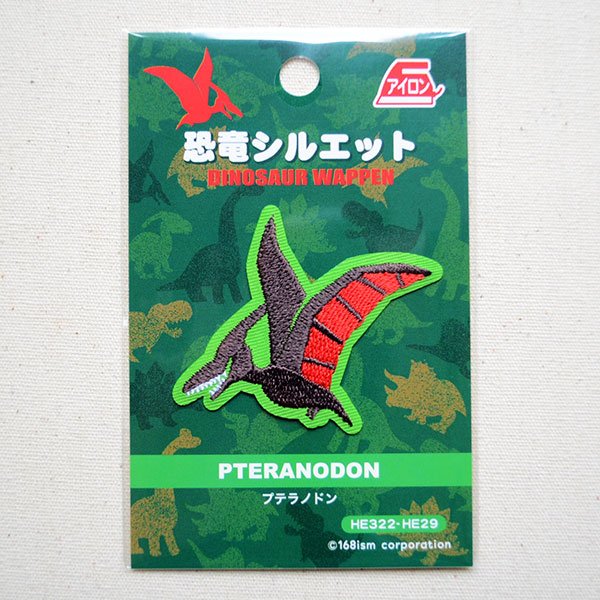 アイロン
恐竜シルエット
DINOSAUR WAPPEN
PTERANODON
プテラノドン
HE322-HE29
©168ism corporation